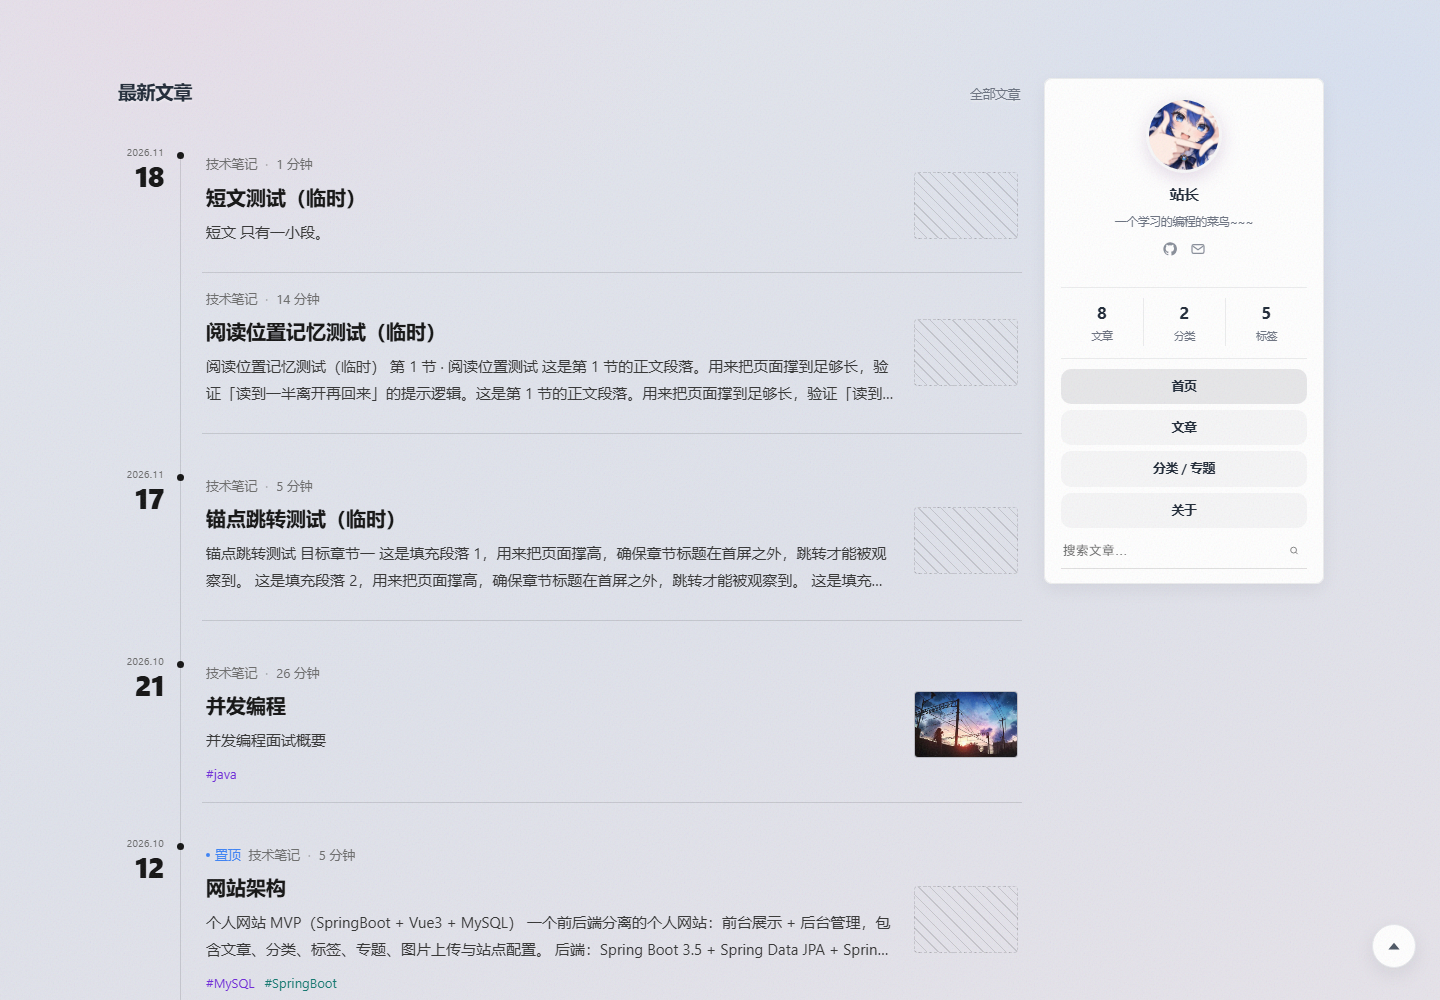 最新文章
全部文章
2026.11
18
技术笔记 · 1 分钟
短文测试（临时）
短文 只有一小段。
技术笔记 · 14 分钟
阅读位置记忆测试（临时）
阅读位置记忆测试（临时） 第 1 节 · 阅读位置测试 这是第 1 节的正文段落。用来把页面撑到足够长，验
证「读到一半离开再回来」的提示逻辑。这是第 1 节的正文段落。用来把页面撑到足够长，验证「读到...
2026.11
17
技术笔记 · 5 分钟
锚点跳转测试（临时）
锚点跳转测试 目标章节一 这是填充段落 1，用来把页面撑高，确保章节标题在首屏之外，跳转才能被观
察到。 这是填充段落 2，用来把页面撑高，确保章节标题在首屏之外，跳转才能被观察到。 这是填充...
2026.10
21
技术笔记 · 26 分钟
并发编程
并发编程面试概要
#java
2026.10
12
• 置顶 技术笔记 · 5 分钟
网站架构
个人网站 MVP（SpringBoot + Vue3 + MySQL） 一个前后端分离的个人网站：前台展示 + 后台管理，包
含文章、分类、标签、专题、图片上传与站点配置。 后端：Spring Boot 3.5 + Spring Data JPA + Sprin...
#MySQL #SpringBoot
站长
一个学习的编程的菜鸟~~~
8 2 5
文章 分类 标签
首页
文章
分类 / 专题
关于
搜索文章...